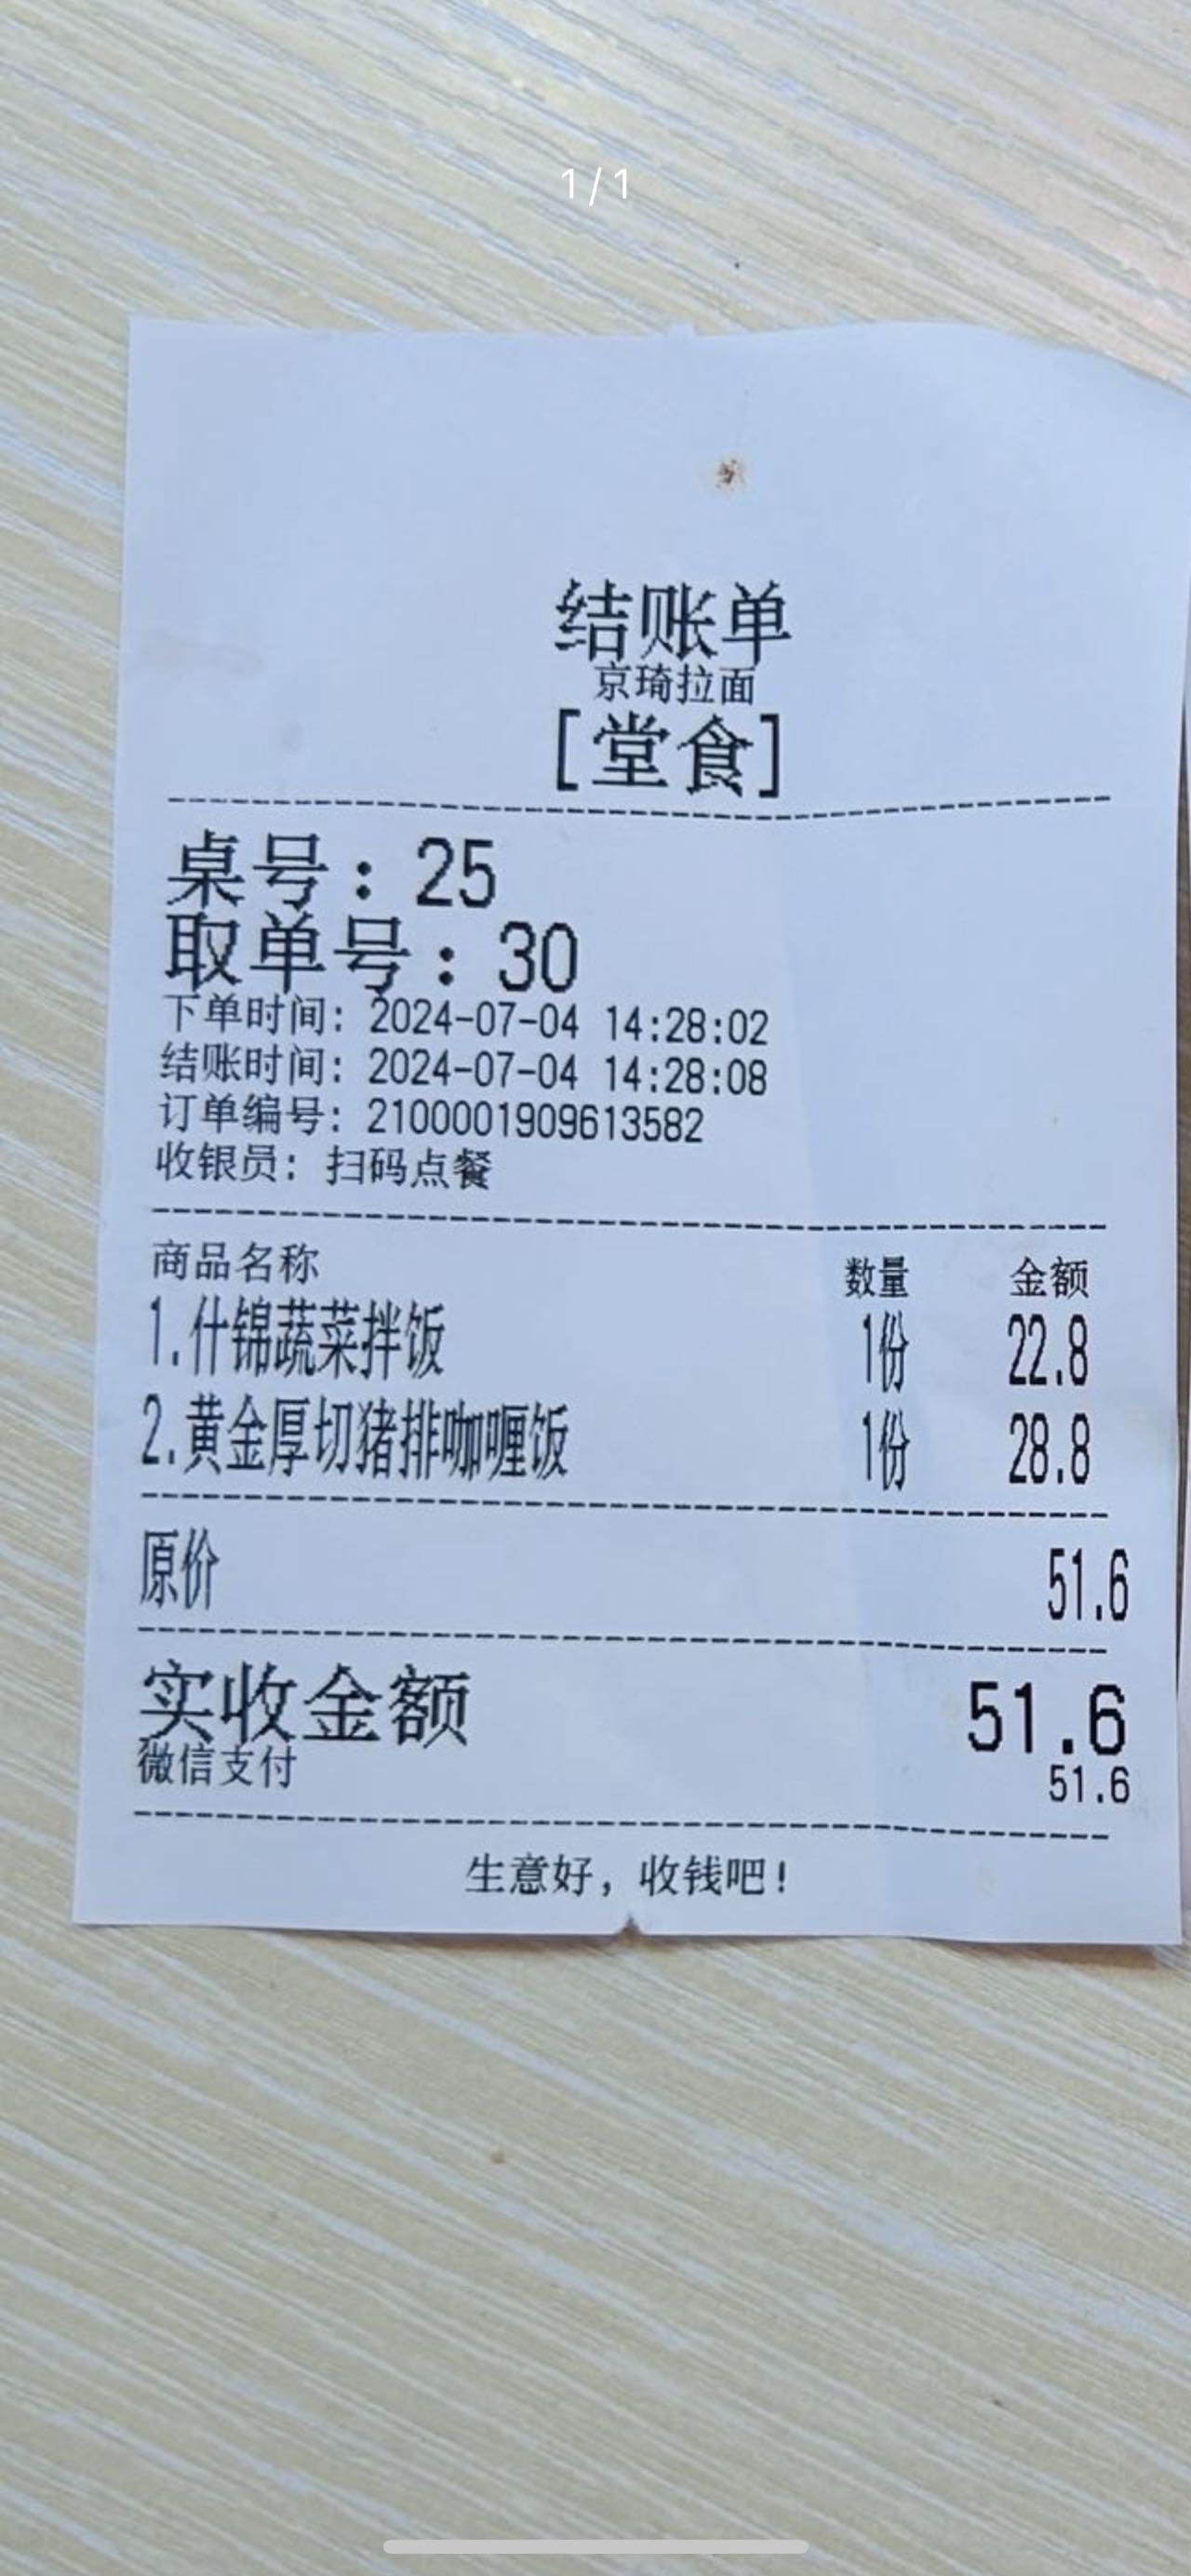 1/1
结账单
京琦拉面
[堂食]
桌号：25
取单号：30
下单时间：2024-07-04 14:28:02
结账时间：2024-07-04 14:28:08
订单编号：2100001909613582
收银员：扫码点餐
商品名称 数量 金额
1.什锦蔬菜拌饭 1份 22.8
2.黄金厚切猪排咖喱饭 1份 28.8
原价 51.6
实收金额 51.6
微信支付 51.6
生意好，收钱吧！